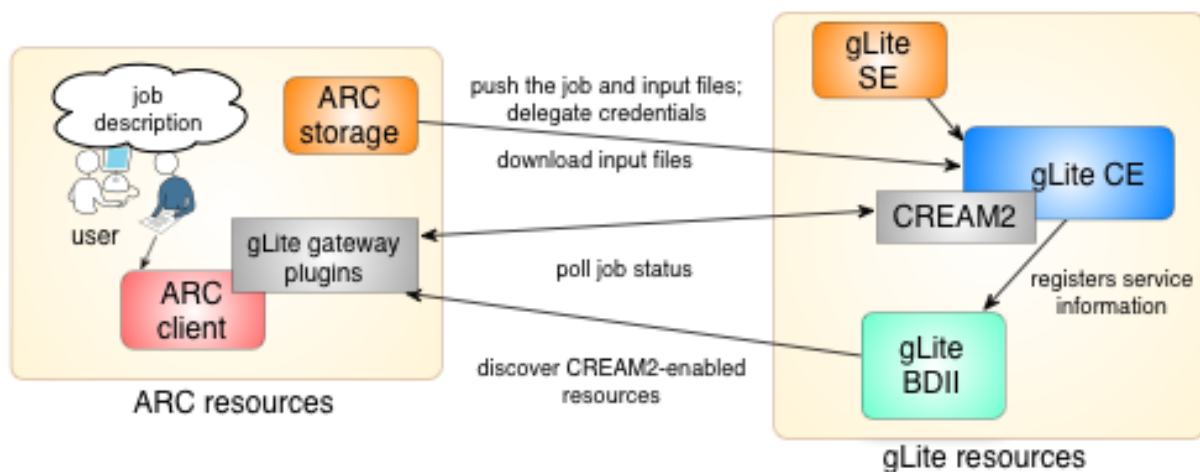 job
description
user
ARC
storage
gLite gateway
plugins
ARC
client
ARC resources
push the job and input files;
delegate credentials
download input files
poll job status
discover CREAM2-enabled
resources
gLite
SE
gLite CE
CREAM2
registers service
information
gLite
BDII
gLite resources